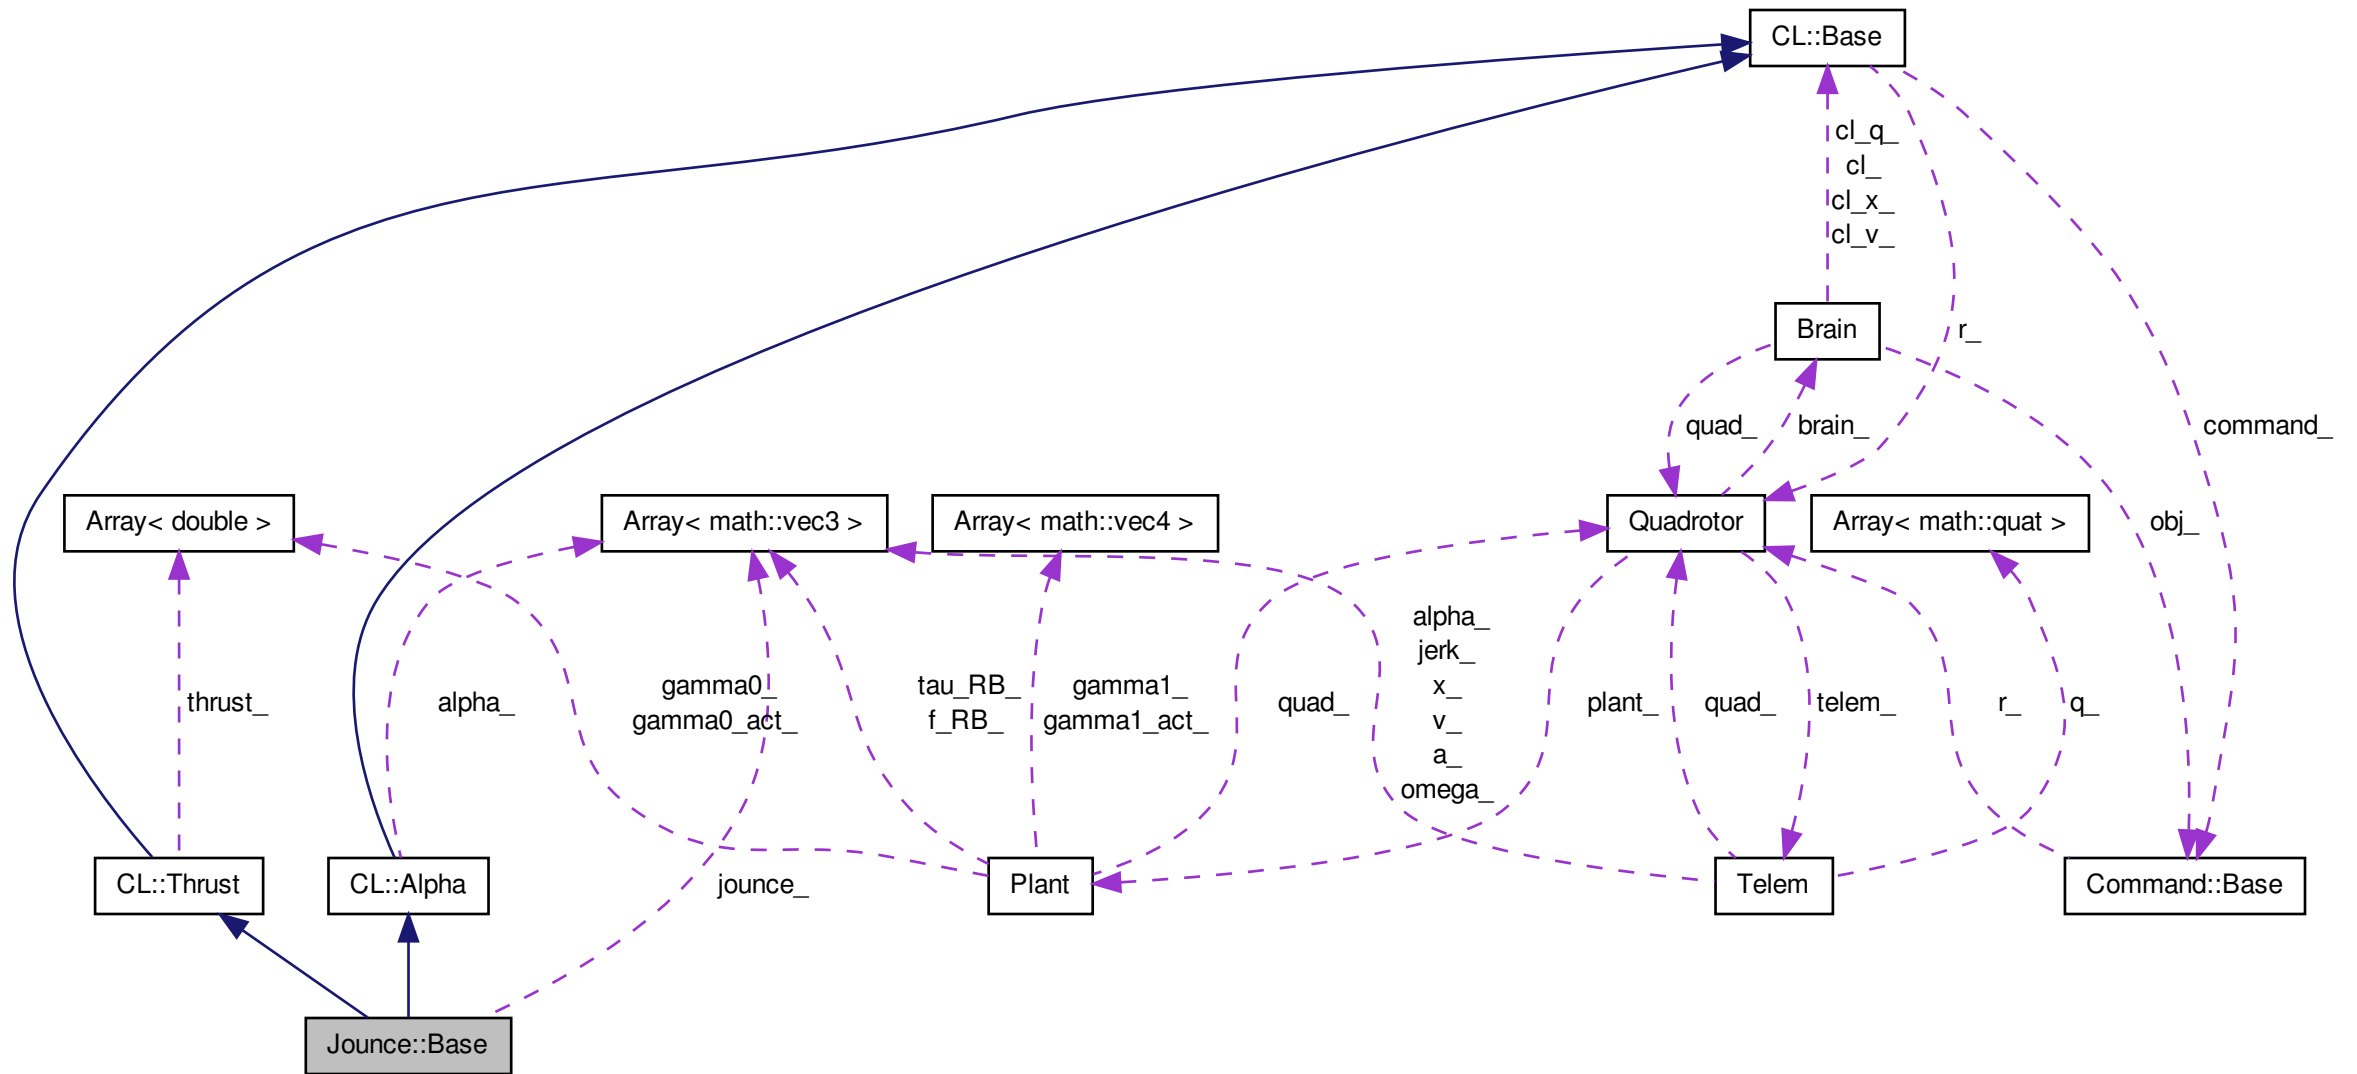 CL::Base
cl_q_
cl_
cl_x_
cl_v_
Brain
r_
quad_
brain_
command_
Array< double >
Array< math::vec3 >
Array< math::vec4 >
Quadrotor
Array< math::quat >
obj_
thrust_
alpha_
gamma0_
gamma0_act_
tau_RB_
f_RB_
gamma1_
gamma1_act_
quad_
alpha_
jerk_
x_
v_
a_
omega_
plant_
quad_
telem_
r_
q_
CL::Thrust
CL::Alpha
jounce_
Plant
Telem
Command::Base
Jounce::Base